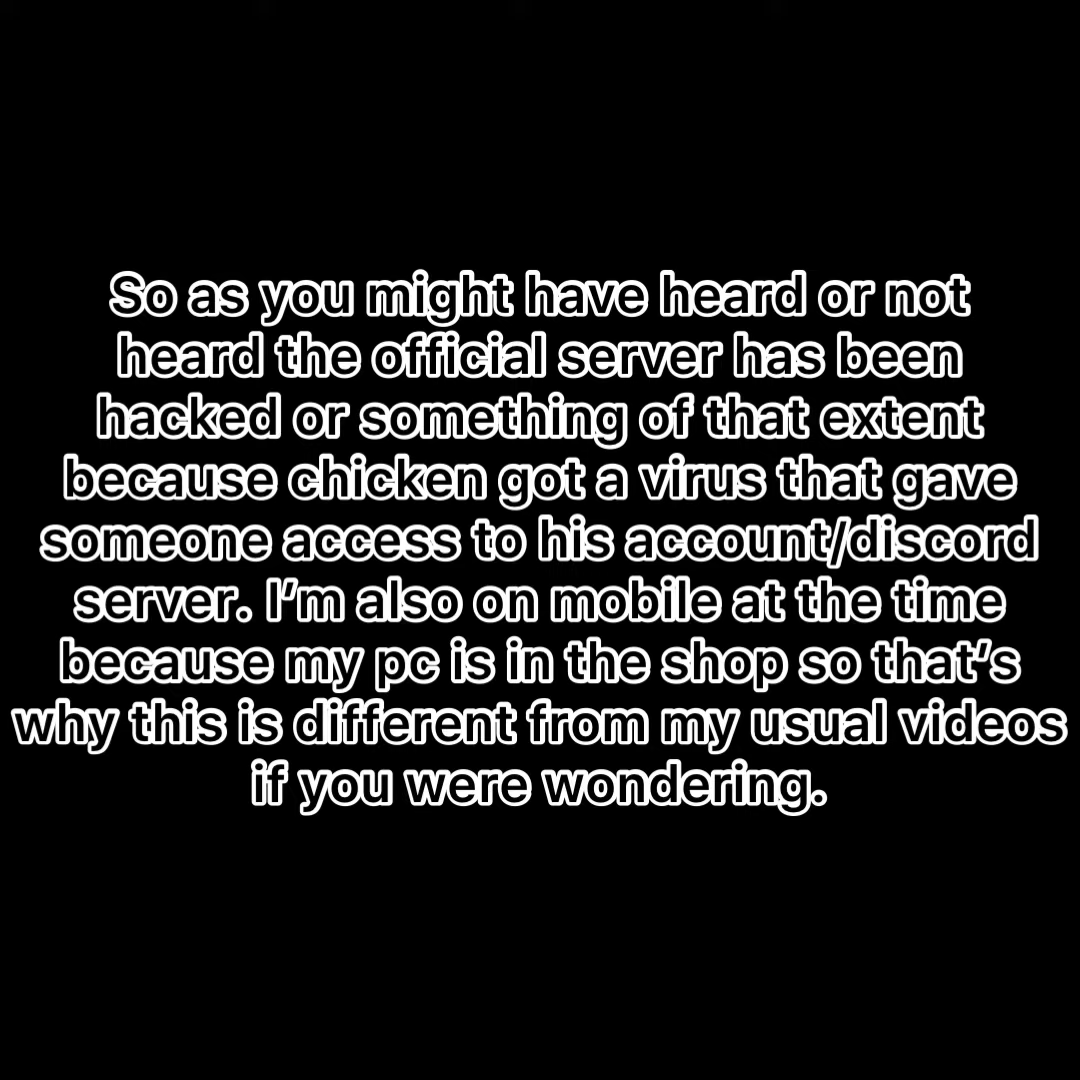 So as you might have heard or not
heard the official server has been
hacked or something of that extent
because chicken got a virus that gave
someone access to his account/discord
server. I’m also on mobile at the time
because my pc is in the shop so that’s
why this is different from my usual videos
if you were wondering.